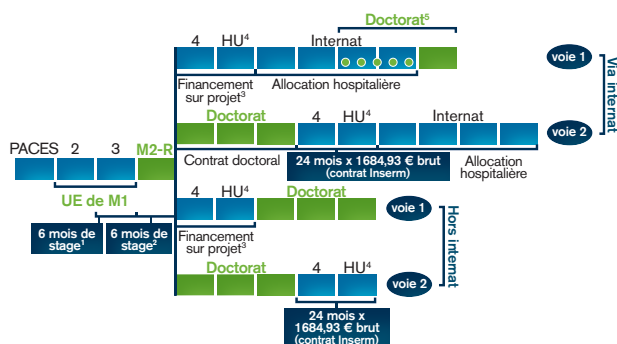 Doctorat⁵
4 HU⁴ Internat
voie 1
Financement
sur projet³
Allocation hospitalière
Via internat
Doctorat 4 HU⁴ Internat
voie 2
PACES 2 3 M2-R
Contrat doctoral
24 mois x 1684,93 € brut
(contrat Inserm)
Allocation
hospitalière
UE de M1
4 HU⁴ Doctorat
voie 1
6 mois de
stage¹
6 mois de
stage²
Financement
sur projet³
Hors internat
Doctorat 4 HU⁴
voie 2
24 mois x
1684,93 € brut
(contrat Inserm)